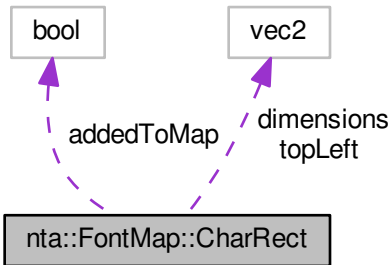 bool
vec2
addedToMap
dimensions
topLeft
nta::FontMap::CharRect